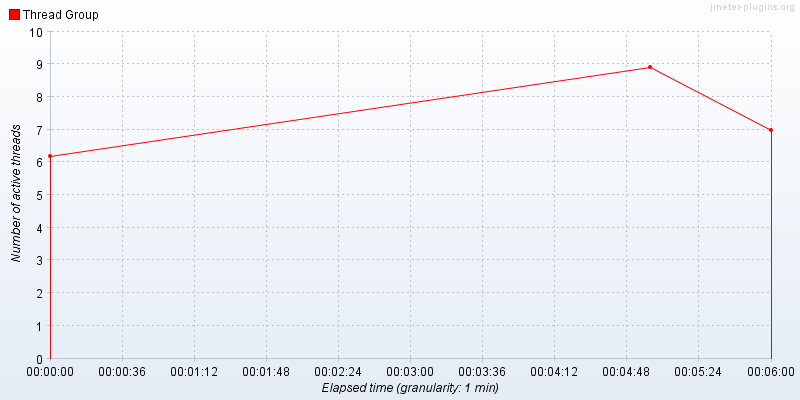 jmeter-plugins.org
Thread Group
10
9
8
7
6
5
4
3
2
1
0
Number of active threads
00:00:00 00:00:36 00:01:12 00:01:48 00:02:24 00:03:00 00:03:36 00:04:12 00:04:48 00:05:24 00:06:00
Elapsed time (granularity: 1 min)